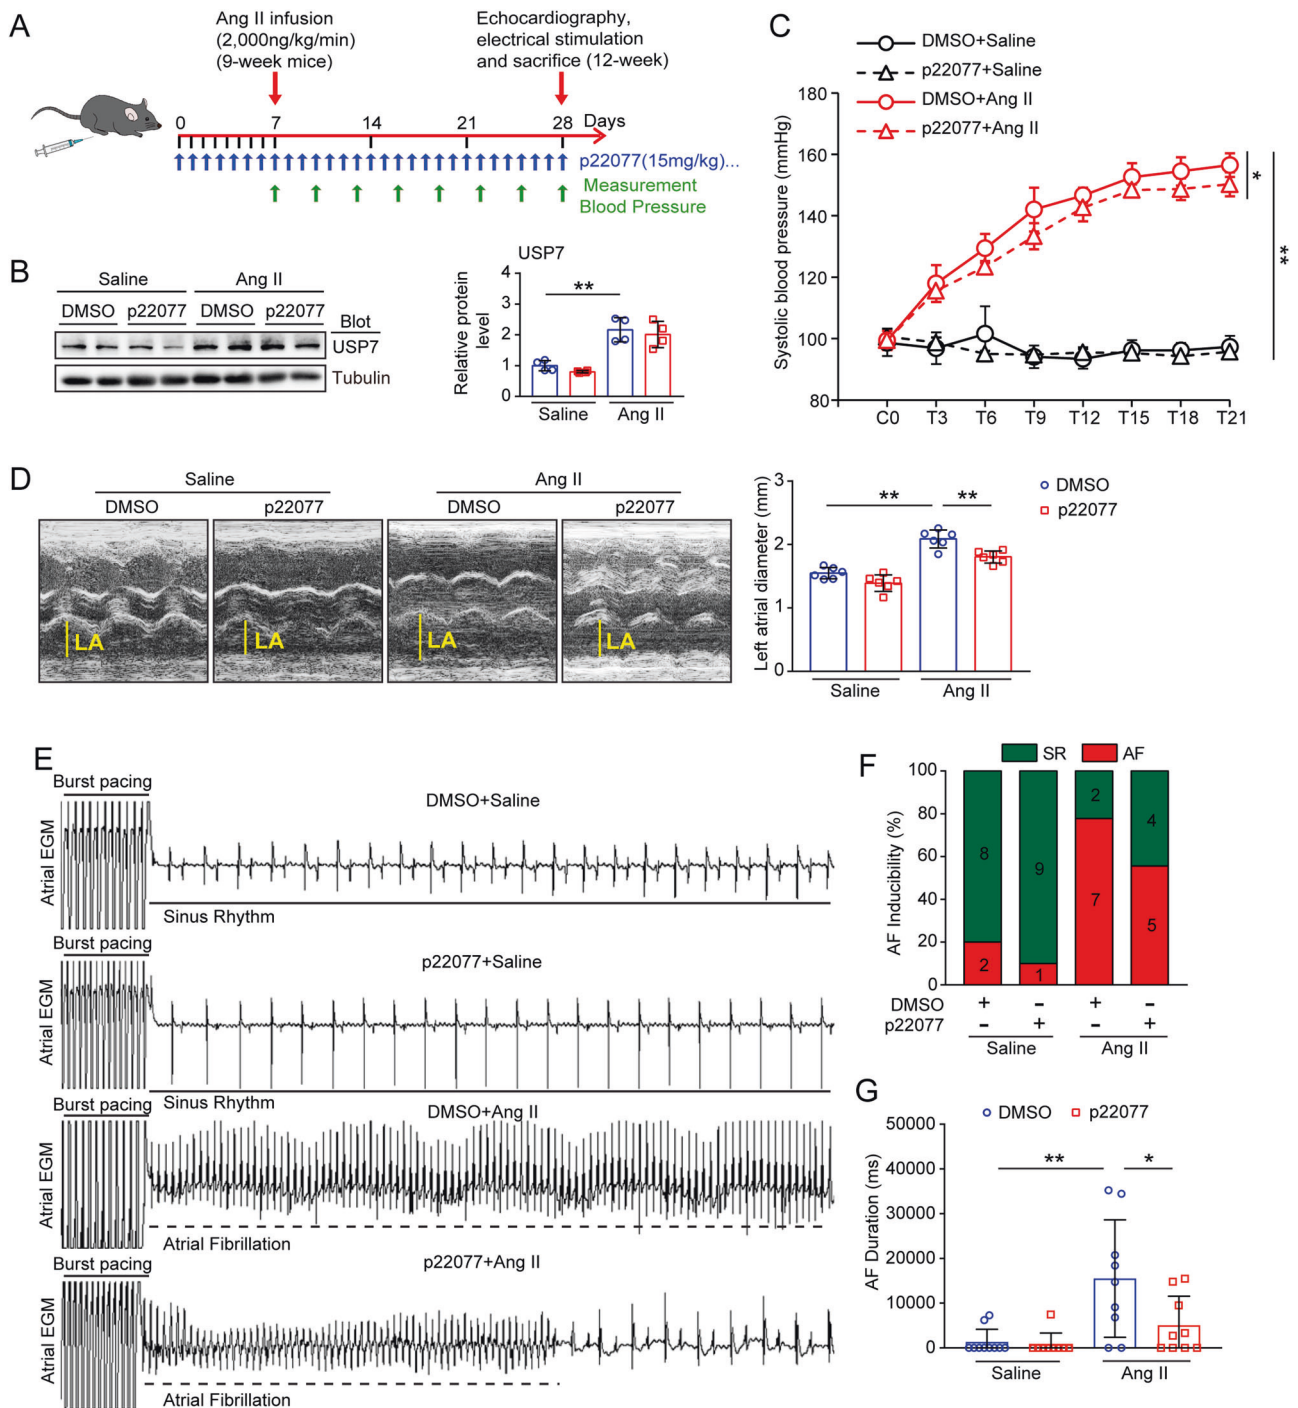 A
Ang II infusion
(2,000ng/kg/min)
(9-week mice)
Echocardiography,
electrical stimulation
and sacrifice (12-week)
0 7 14 21 28 Days
p22077(15mg/kg)...
Measurement
Blood Pressure
B
Saline Ang II
DMSO p22077 DMSO p22077 Blot
USP7
Tubulin
USP7
Relative protein
level
4
3
2
1
0
**
Saline Ang II
C
DMSO+Saline
p22077+Saline
DMSO+Ang II
p22077+Ang II
Systolic blood pressure (mmHg)
180
160
140
120
100
80
C0 T3 T6 T9 T12 T15 T18 T21
*
**
D
Saline Ang II
DMSO p22077 DMSO p22077
LA LA LA LA
Left atrial diameter (mm)
3
2
1
0
** **
DMSO
p22077
Saline Ang II
E
Burst pacing
DMSO+Saline
Atrial EGM
Sinus Rhythm
Burst pacing
p22077+Saline
Atrial EGM
Sinus Rhythm
Burst pacing
DMSO+Ang II
Atrial EGM
Atrial Fibrillation
Burst pacing
p22077+Ang II
Atrial EGM
Atrial Fibrillation
F
SR AF
AF Inducibility (%)
100
80
60
40
20
0
8 9 2 4
2 1 7 5
DMSO + - + -
p22077 - + - +
Saline Ang II
G
DMSO p22077
AF Duration (ms)
50000
40000
30000
20000
10000
0
** *
Saline Ang II